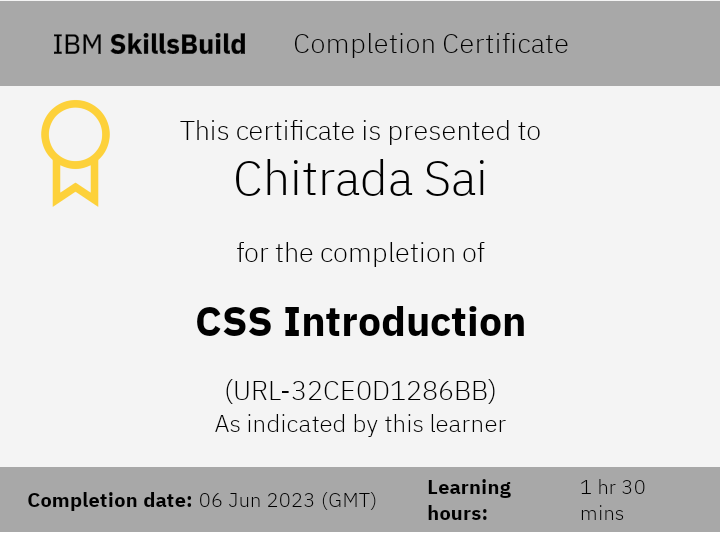 IBM SkillsBuild Completion Certificate
This certificate is presented to
Chitrada Sai
for the completion of
CSS Introduction
(URL-32CE0D1286BB)
As indicated by this learner
Completion date: 06 Jun 2023 (GMT)
Learning hours:
1 hr 30 mins